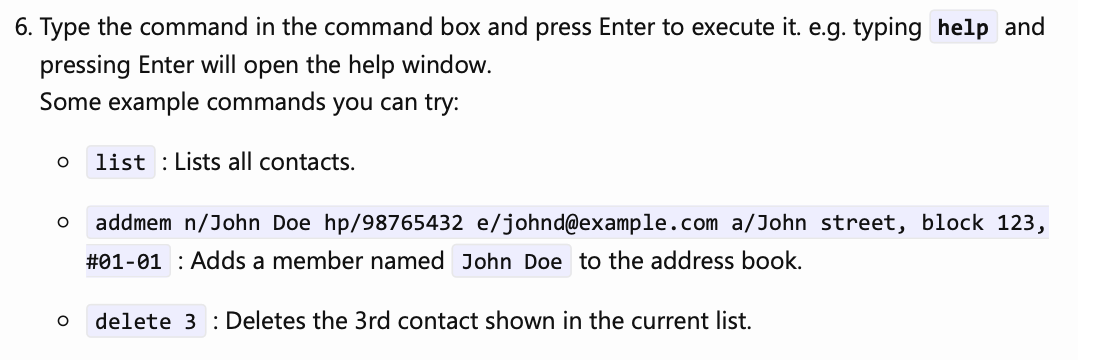 6. Type the command in the command box and press Enter to execute it. e.g. typing help and
pressing Enter will open the help window.
Some example commands you can try:
list : Lists all contacts.
addmem n/John Doe hp/98765432 e/johnd@example.com a/John street, block 123,
#01-01 : Adds a member named John Doe to the address book.
delete 3 : Deletes the 3rd contact shown in the current list.